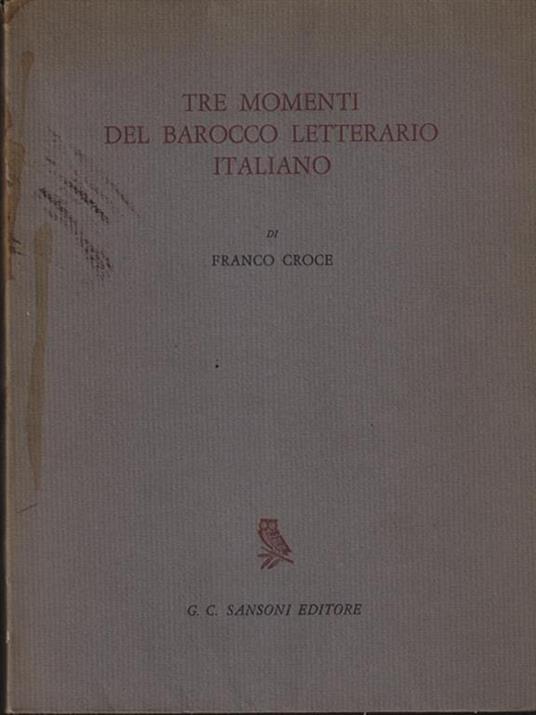 TRE MOMENTI
DEL BAROCCO LETTERARIO
ITALIANO
DI
FRANCO CROCE
G. C. SANSONI EDITORE